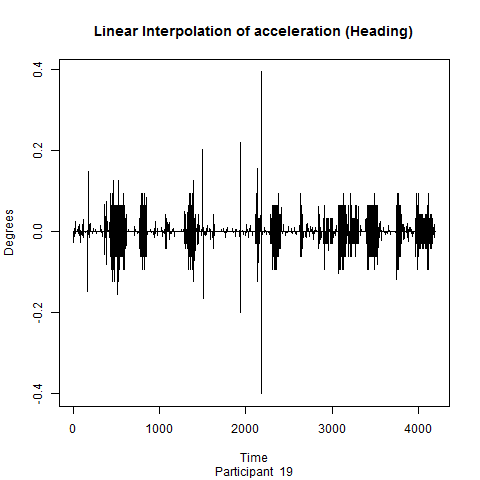 Linear Interpolation of acceleration (Heading)
0.4
0.2
0.0
-0.2
-0.4
Degrees
0 1000 2000 3000 4000
Time
Participant 19